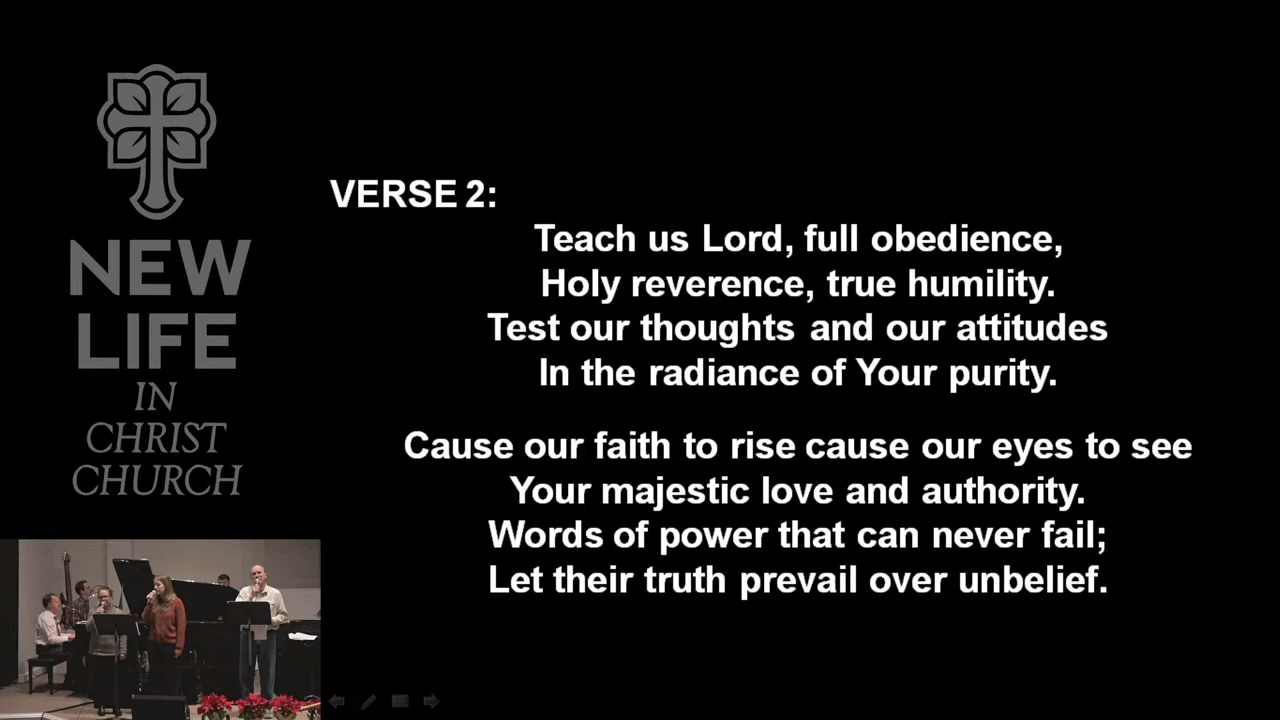 NEW
LIFE
IN
CHRIST
CHURCH
VERSE 2:
Teach us Lord, full obedience,
Holy reverence, true humility.
Test our thoughts and our attitudes
In the radiance of Your purity.
Cause our faith to rise cause our eyes to see
Your majestic love and authority.
Words of power that can never fail;
Let their truth prevail over unbelief.